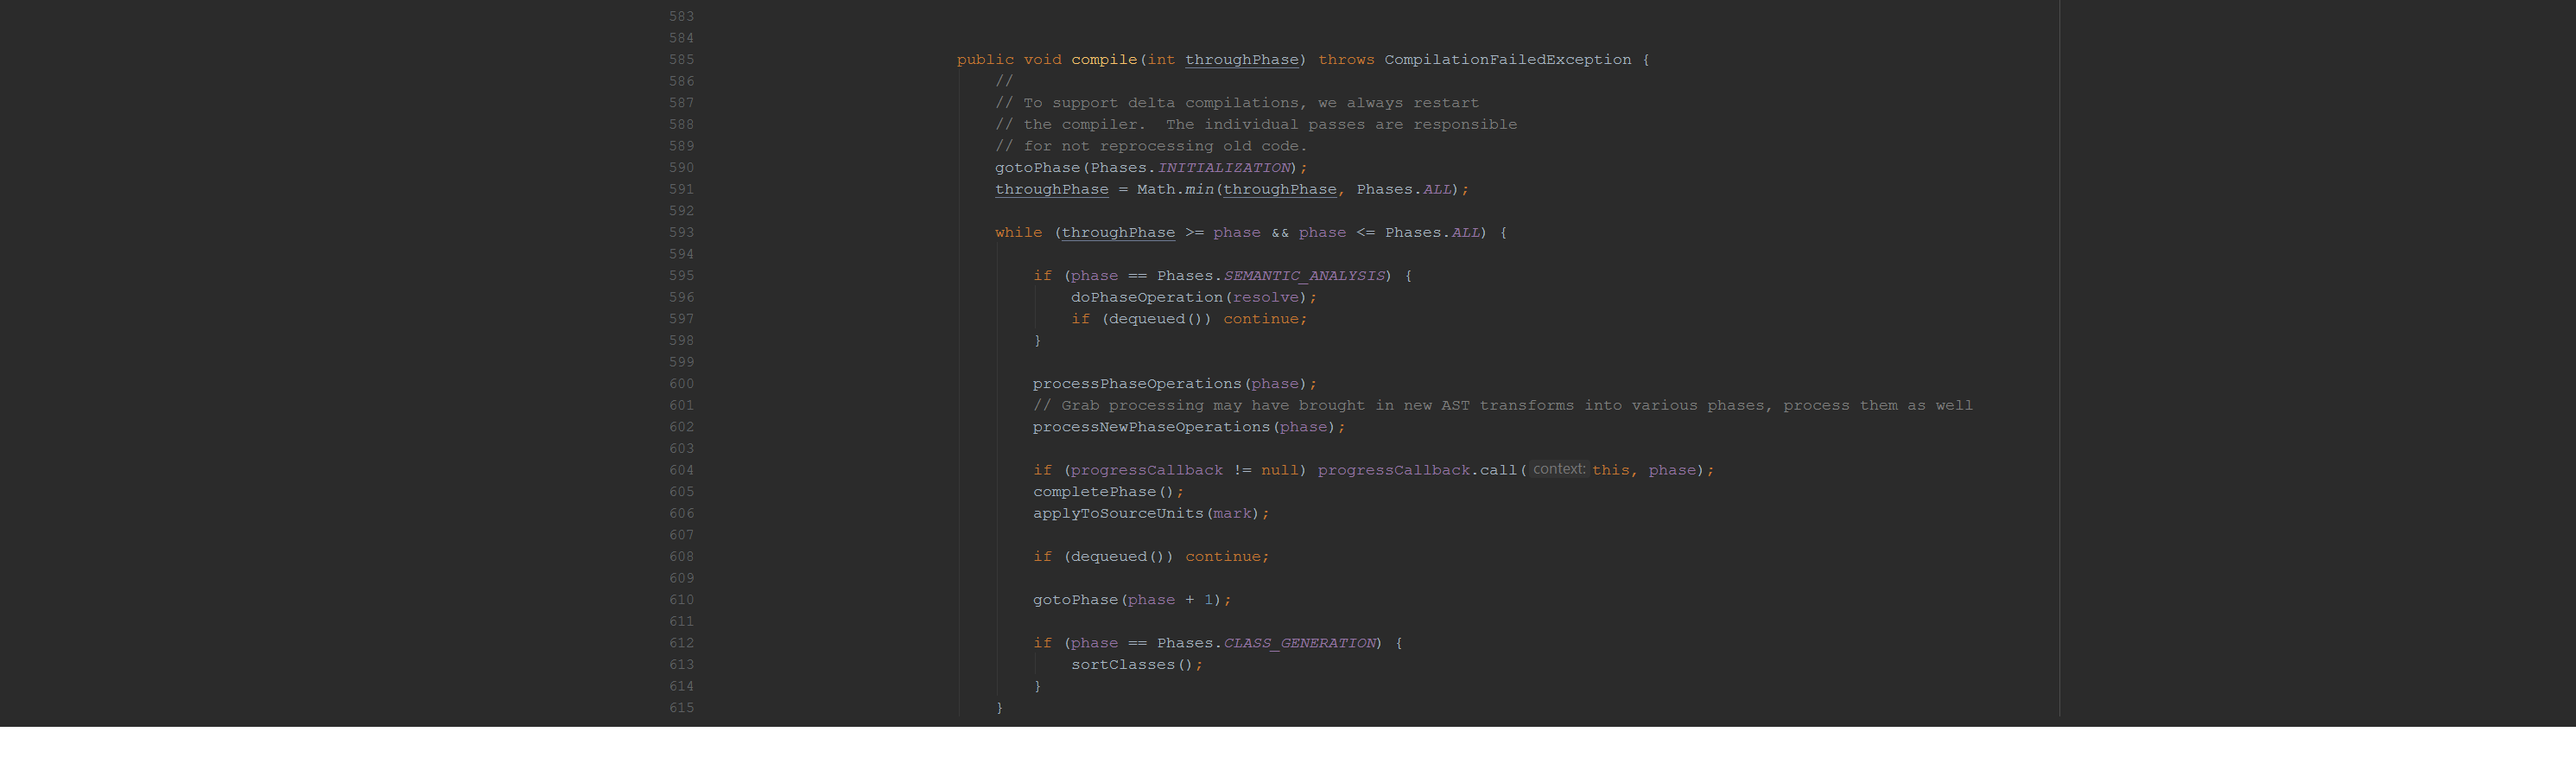 583
584
585 public void compile(int throughPhase) throws CompilationFailedException {
586 //
587 // To support delta compilations, we always restart
588 // the compiler.  The individual passes are responsible
589 // for not reprocessing old code.
590 gotoPhase(Phases.INITIALIZATION);
591 throughPhase = Math.min(throughPhase, Phases.ALL);
592
593 while (throughPhase >= phase && phase <= Phases.ALL) {
594
595 if (phase == Phases.SEMANTIC_ANALYSIS) {
596 doPhaseOperation(resolve);
597 if (dequeued()) continue;
598 }
599
600 processPhaseOperations(phase);
601 // Grab processing may have brought in new AST transforms into various phases, process them as well
602 processNewPhaseOperations(phase);
603
604 if (progressCallback != null) progressCallback.call( context: this, phase);
605 completePhase();
606 applyToSourceUnits(mark);
607
608 if (dequeued()) continue;
609
610 gotoPhase(phase + 1);
611
612 if (phase == Phases.CLASS_GENERATION) {
613 sortClasses();
614 }
615 }